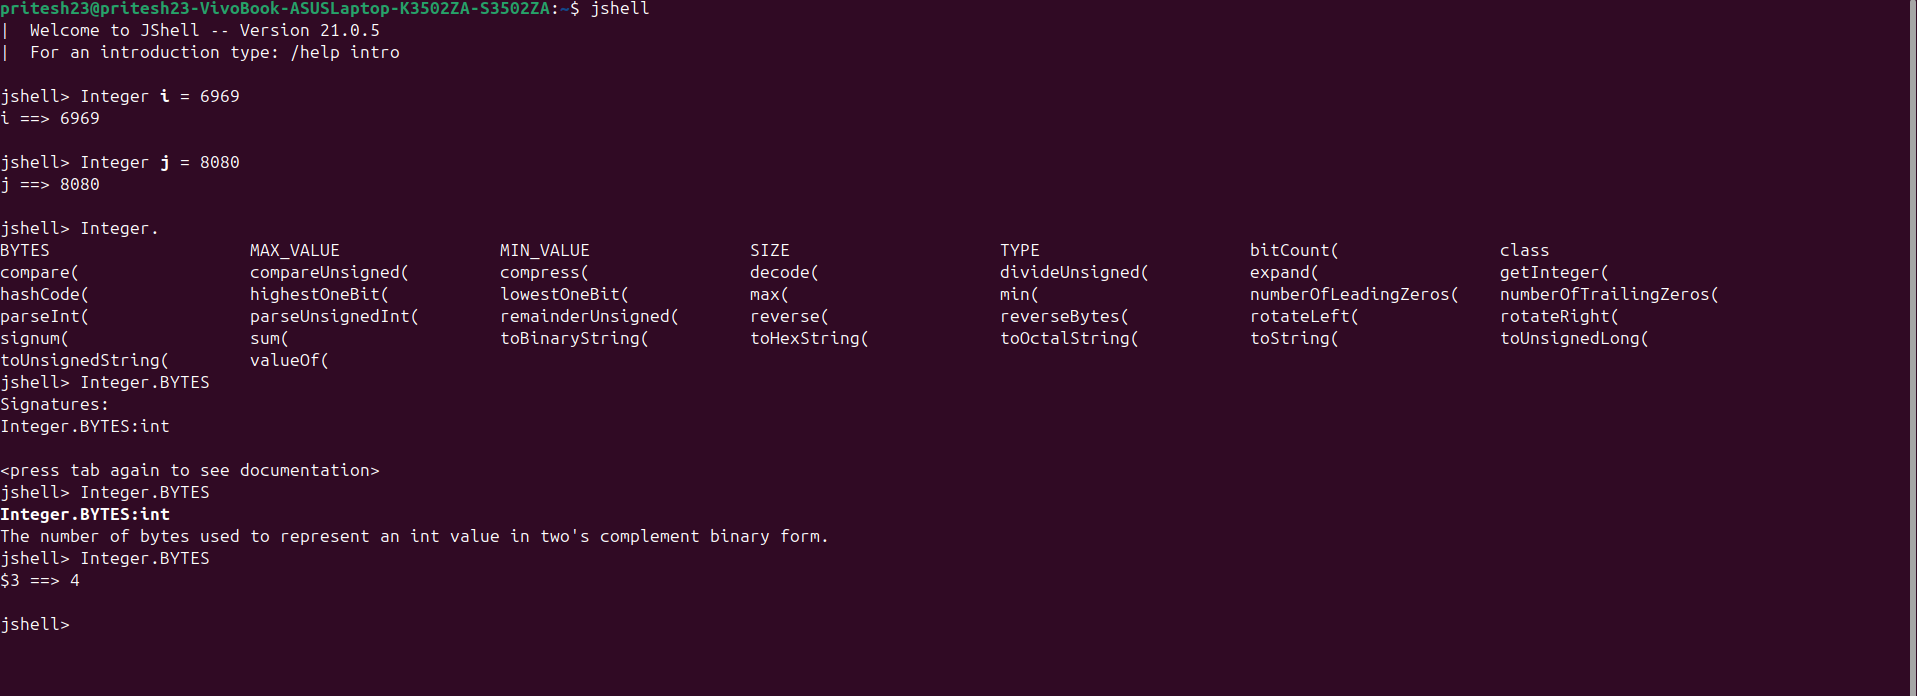 pritesh23@pritesh23-VivoBook-ASUSLaptop-K3502ZA-S3502ZA:~$ jshell
|  Welcome to JShell -- Version 21.0.5
|  For an introduction type: /help intro
jshell> Integer i = 6969
i ==> 6969
jshell> Integer j = 8080
j ==> 8080
jshell> Integer.
BYTES                    MAX_VALUE                MIN_VALUE                SIZE                     TYPE                     bitCount(                class
compare(                 compareUnsigned(         compress(                decode(                  divideUnsigned(          expand(                  getInteger(
hashCode(                highestOneBit(           lowestOneBit(            max(                     min(                     numberOfLeadingZeros(    numberOfTrailingZeros(
parseInt(                parseUnsignedInt(        remainderUnsigned(       reverse(                 reverseBytes(            rotateLeft(              rotateRight(
signum(                  sum(                     toBinaryString(          toHexString(             toOctalString(           toString(                toUnsignedLong(
toUnsignedString(        valueOf(
jshell> Integer.BYTES
Signatures:
Integer.BYTES:int
<press tab again to see documentation>
jshell> Integer.BYTES
Integer.BYTES:int
The number of bytes used to represent an int value in two's complement binary form.
jshell> Integer.BYTES
$3 ==> 4
jshell>